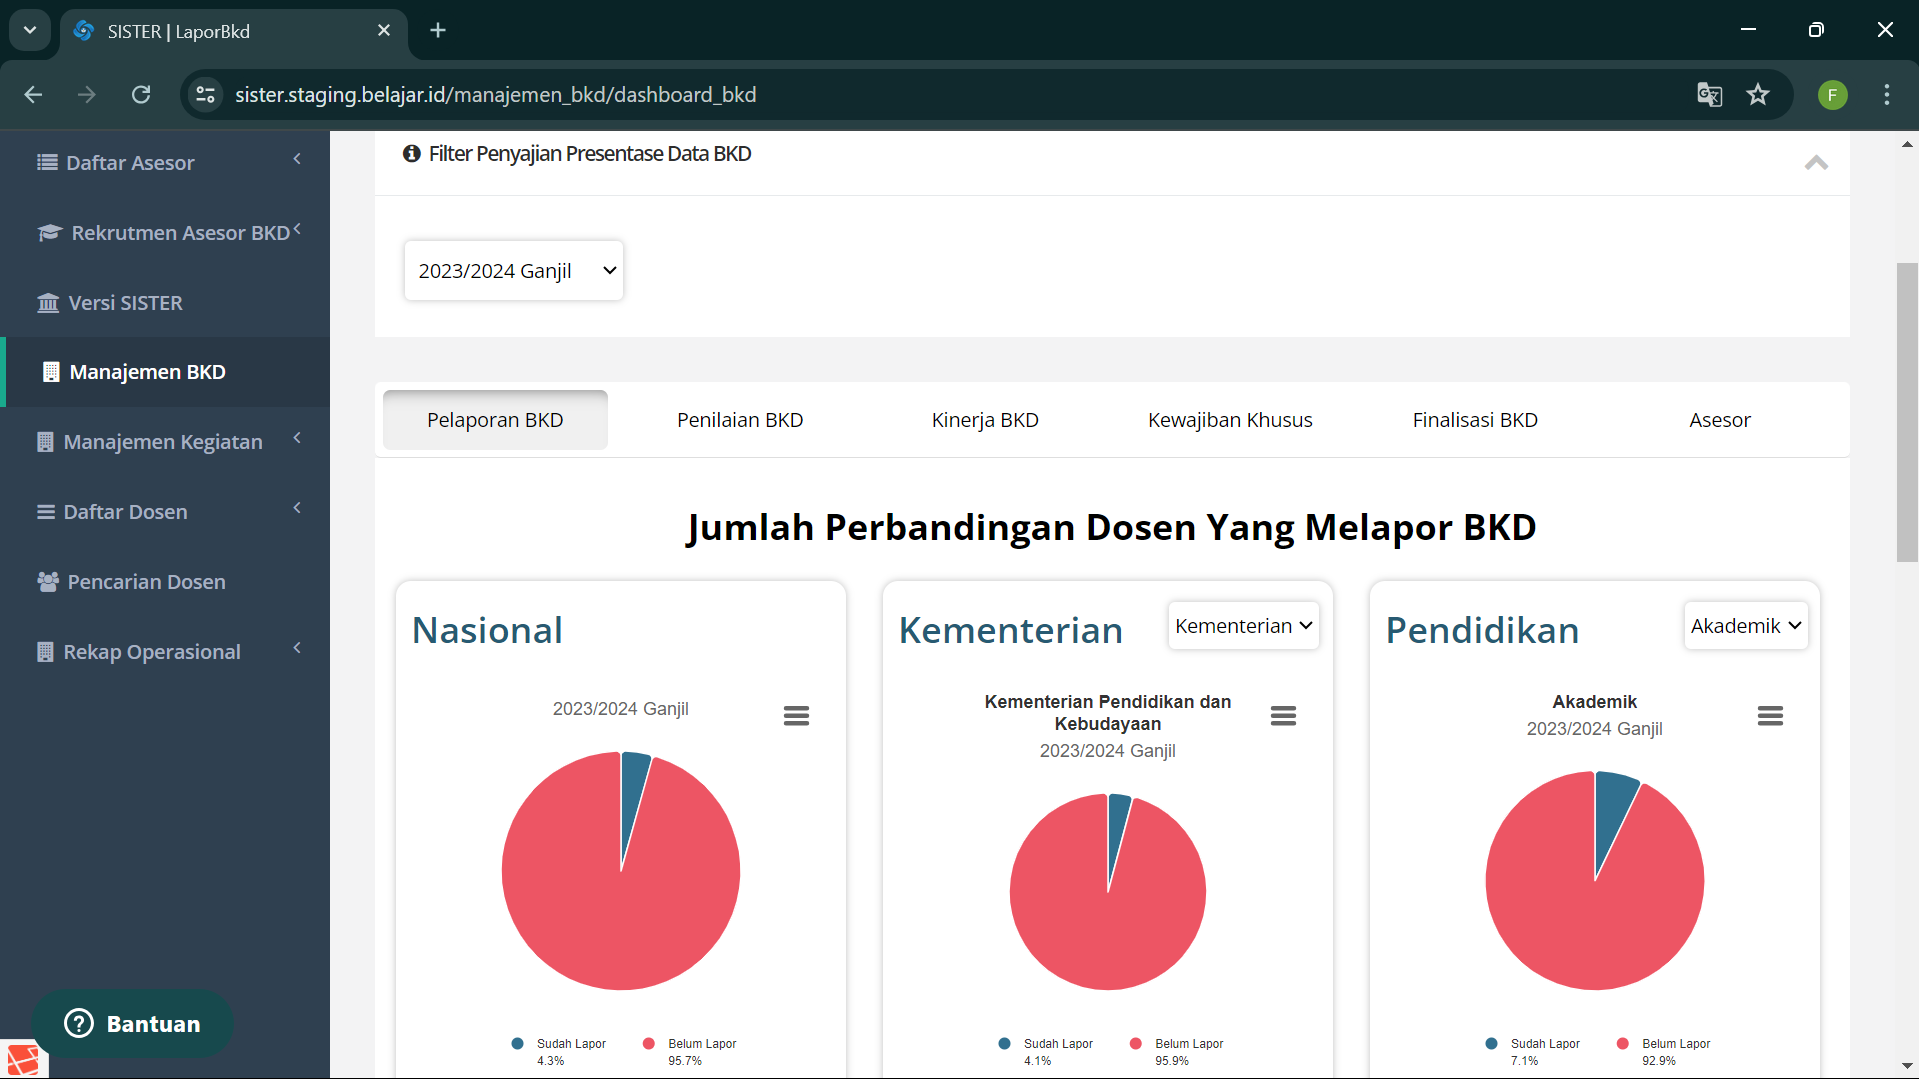 SISTER | LaporBkd
sister.staging.belajar.id/manajemen_bkd/dashboard_bkd
F
Daftar Asesor
Rekrutmen Asesor BKD
Versi SISTER
Manajemen BKD
Manajemen Kegiatan
Daftar Dosen
Pencarian Dosen
Rekap Operasional
Bantuan
Filter Penyajian Presentase Data BKD
2023/2024 Ganjil
Pelaporan BKD
Penilaian BKD
Kinerja BKD
Kewajiban Khusus
Finalisasi BKD
Asesor
Jumlah Perbandingan Dosen Yang Melapor BKD
Nasional
2023/2024 Ganjil
Sudah Lapor
4.3%
Belum Lapor
95.7%
Kementerian
Kementerian
Kementerian Pendidikan dan
Kebudayaan
2023/2024 Ganjil
Sudah Lapor
4.1%
Belum Lapor
95.9%
Pendidikan
Akademik
Akademik
2023/2024 Ganjil
Sudah Lapor
7.1%
Belum Lapor
92.9%